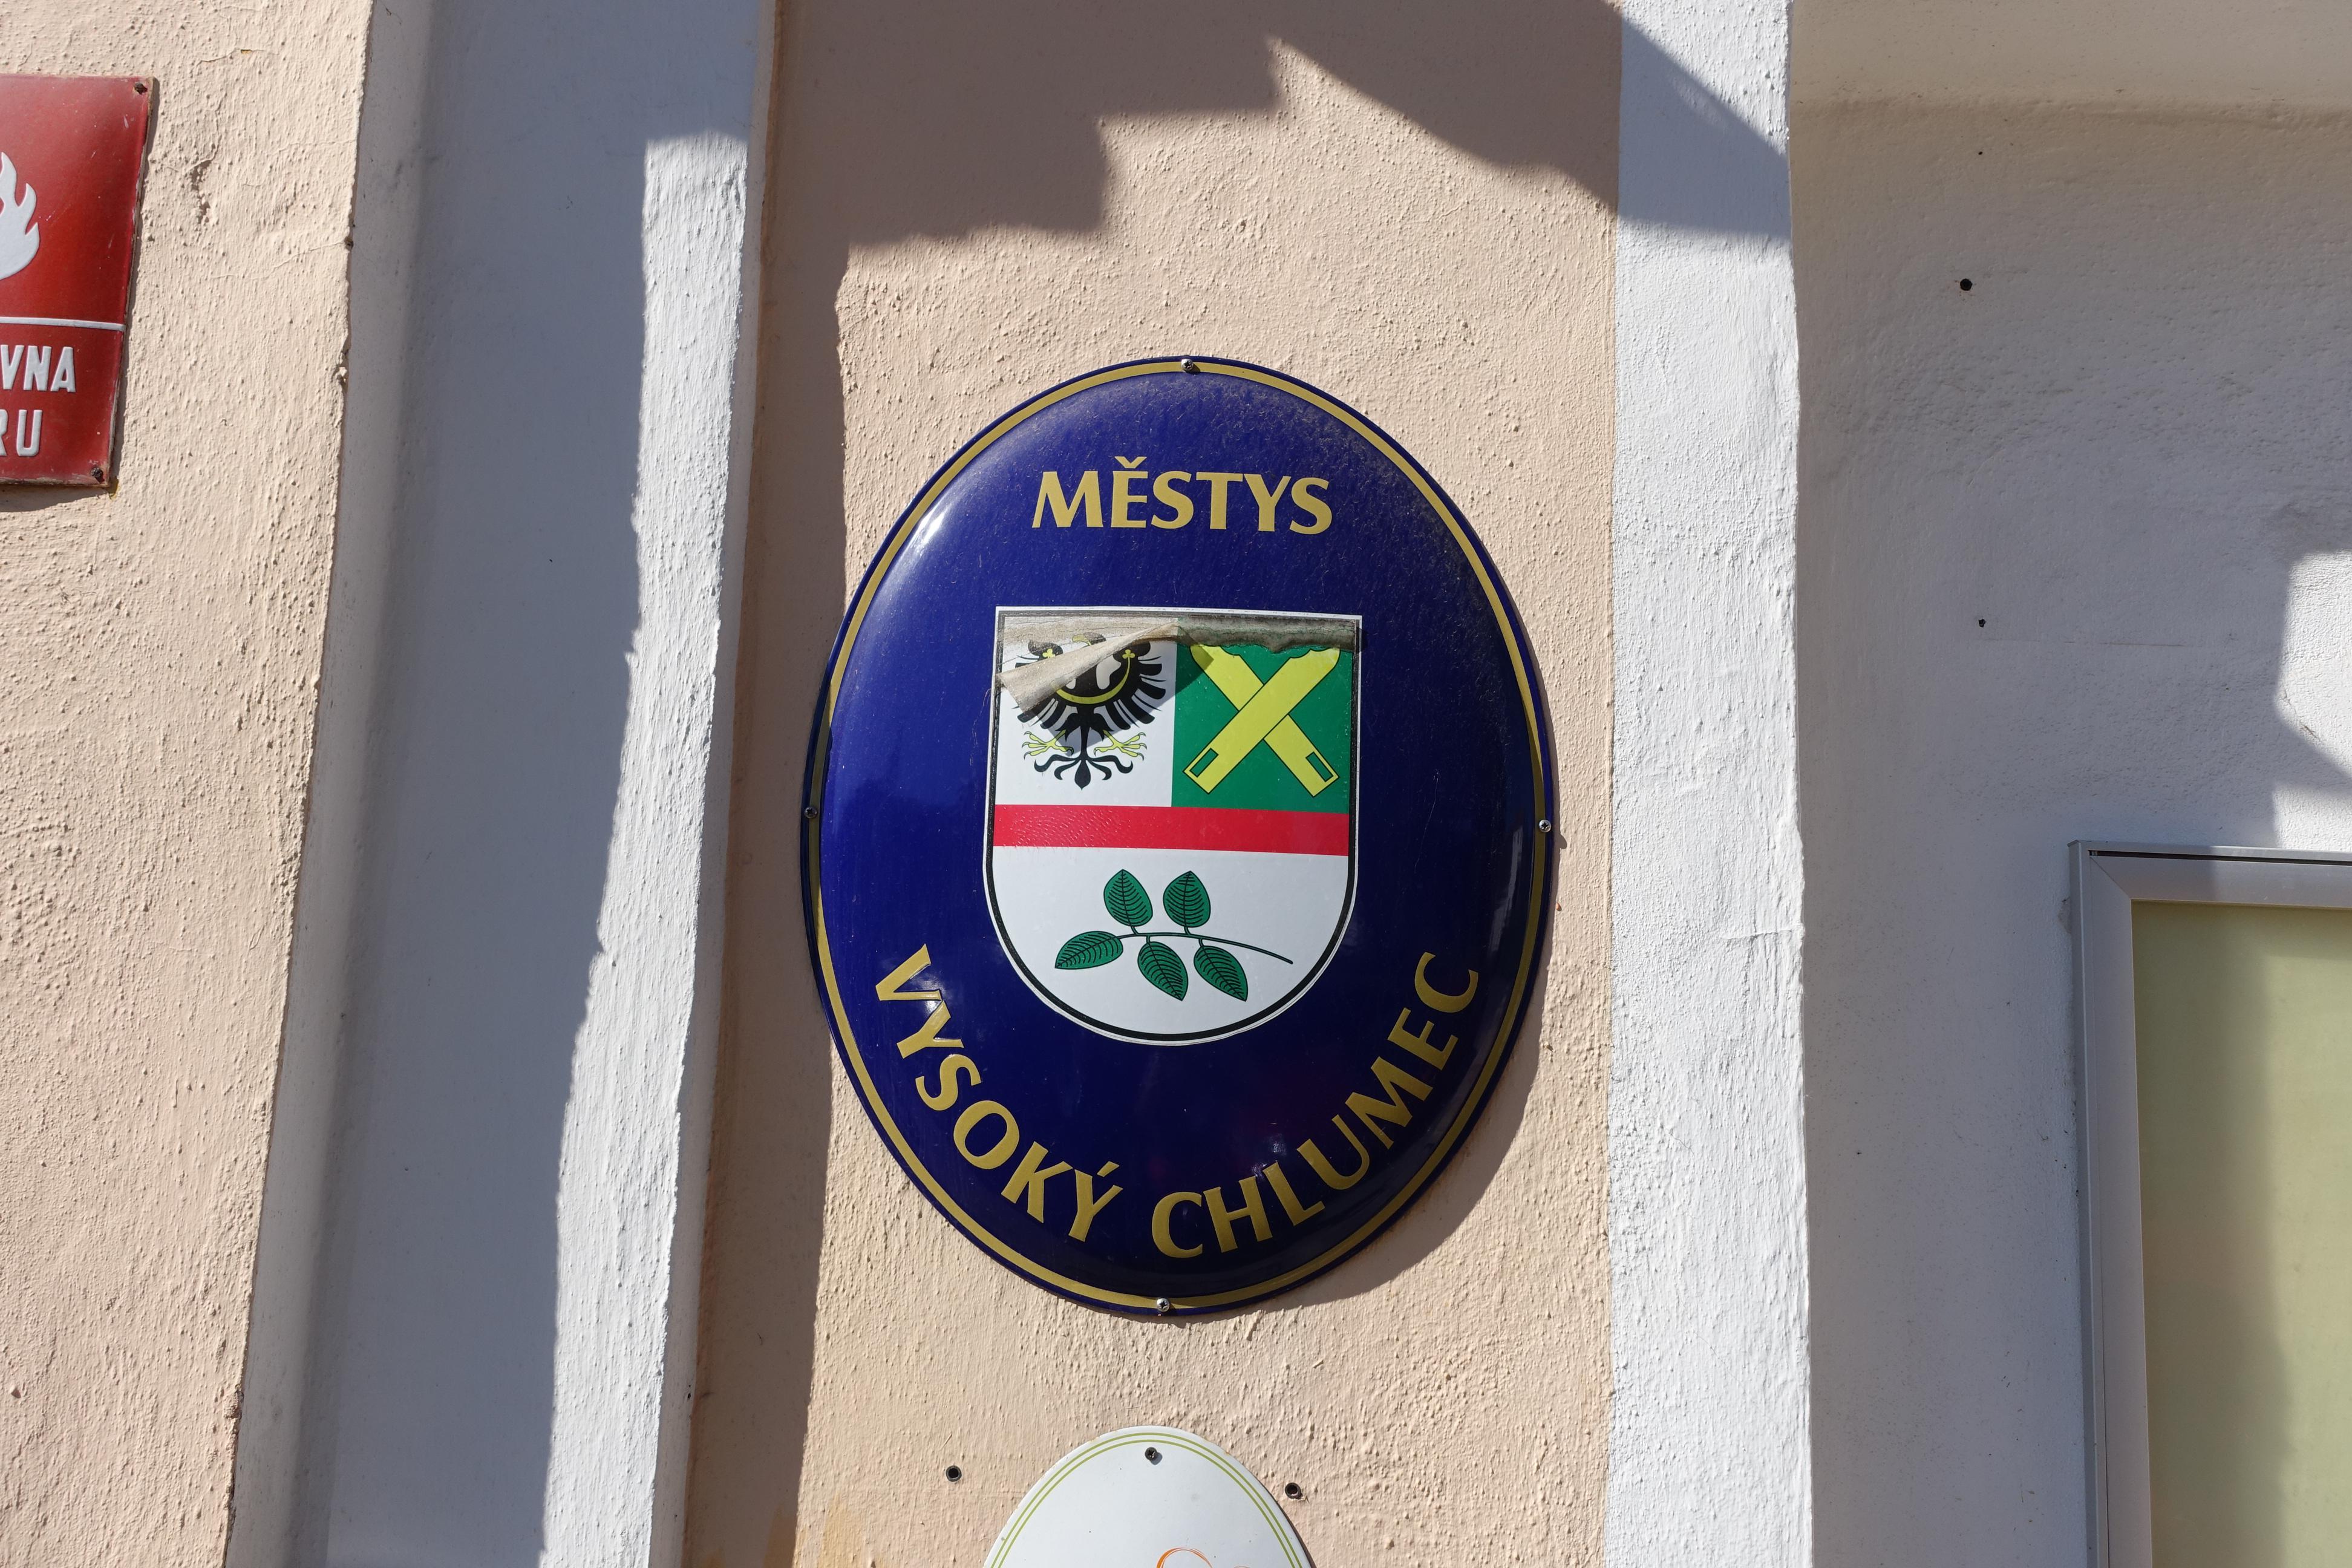 VNA
RU
MĚSTYS
VYSOKÝ CHLUMEC